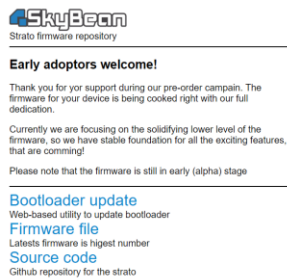 SkyBean
Strato firmware repository
Early adoptors welcome!
Thank you for yor support during our pre-order campain. The
firmware for your device is being cooked right with our full
dedication.
Currently we are focusing on the solidifying lower level of the
firmware, so we have stable foundation for all the exciting features,
that are comming!
Please note that the firmware is still in early (alpha) stage
Bootloader update
Web-based utility to update bootloader
Firmware file
Latests firmware is higest number
Source code
Github repository for the strato